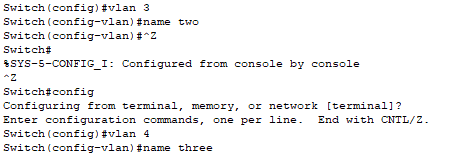 Switch(config)#vlan 3
Switch(config-vlan)#name two
Switch(config-vlan)#^Z
Switch#
%SYS-5-CONFIG_I: Configured from console by console
^Z
Switch#config
Configuring from terminal, memory, or network [terminal]?
Enter configuration commands, one per line.  End with CNTL/Z.
Switch(config)#vlan 4
Switch(config-vlan)#name three